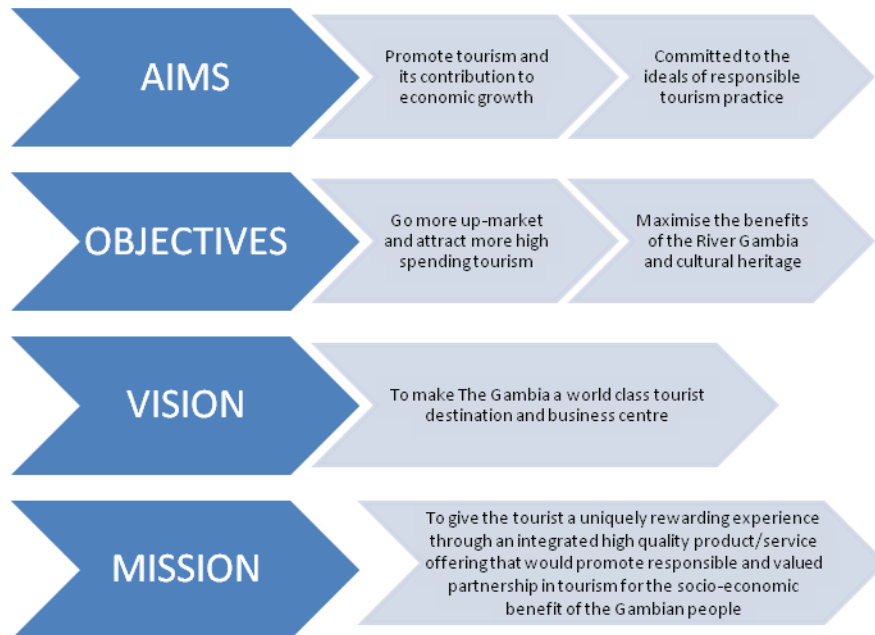 AIMS
Promote tourism and
its contribution to
economic growth
Committed to the
ideals of responsible
tourism practice
OBJECTIVES
Go more up-market
and attract more high
spending tourism
Maximise the benefits
of the River Gambia
and cultural heritage
VISION
To make The Gambia a world class tourist
destination and business centre
MISSION
To give the tourist a uniquely rewarding experience
through an integrated high quality product/service
offering that would promote responsible and valued
partnership in tourism for the socio-economic
benefit of the Gambian people